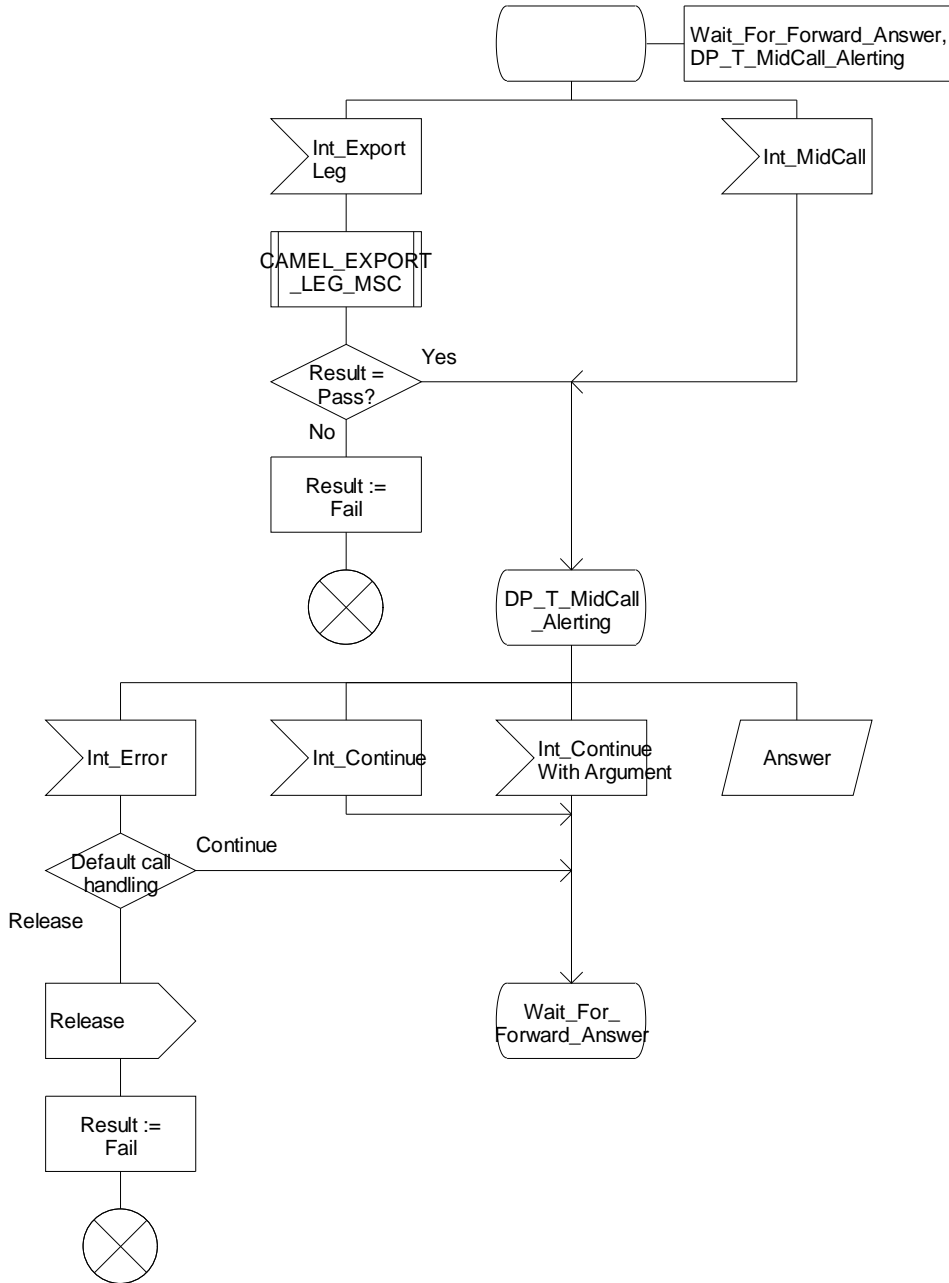 Wait_For_Forward_Answer,
DP_T_MidCall_Alerting
Int_Export
Leg
Int_MidCall
CAMEL_EXPORT
_LEG_MSC
Yes
Result =
Pass?
No
Result :=
Fail
DP_T_MidCall
_Alerting
Int_Error
Int_Continue
Int_Continue
With Argument
Answer
Continue
Default call
handling
Release
Release
Wait_For_
Forward_Answer
Result :=
Fail